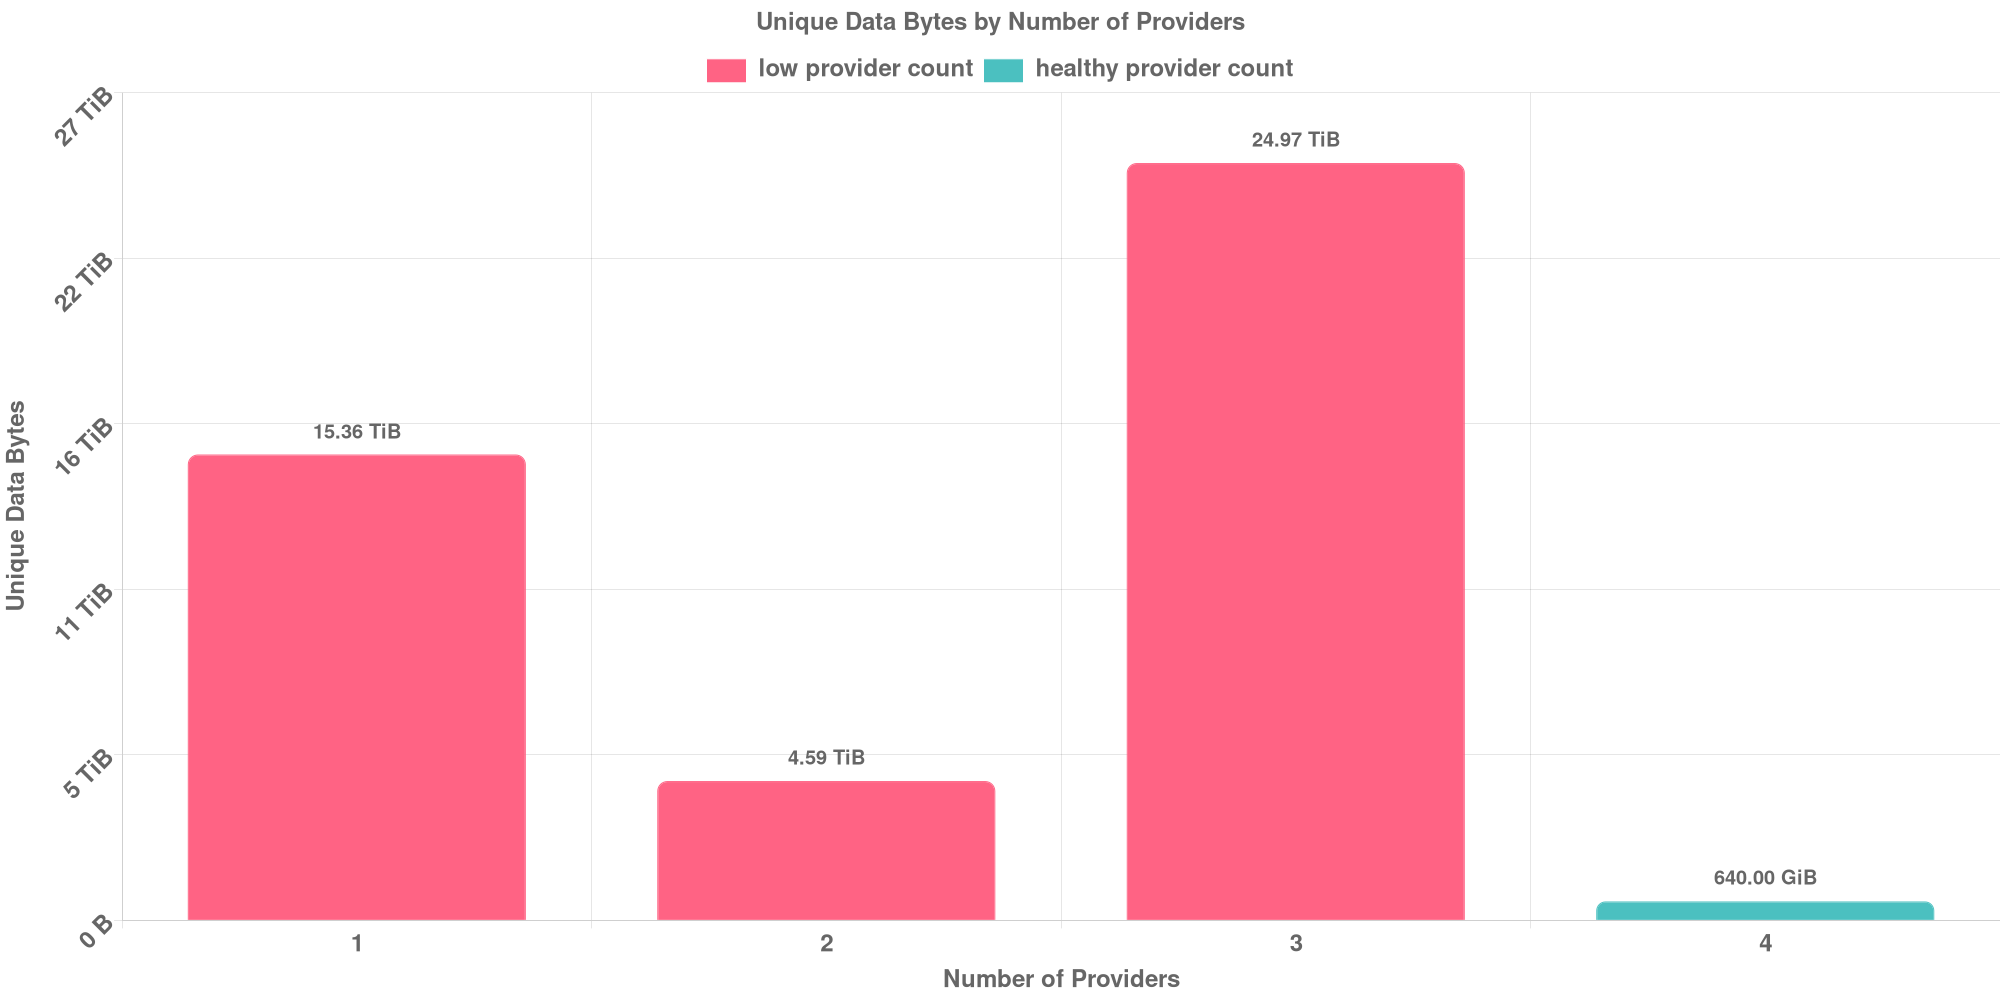 Unique Data Bytes by Number of Providers
low provider count
healthy provider count
27 TiB
22 TiB
16 TiB
11 TiB
5 TiB
0 B
Unique Data Bytes
15.36 TiB
4.59 TiB
24.97 TiB
640.00 GiB
1
2
3
4
Number of Providers